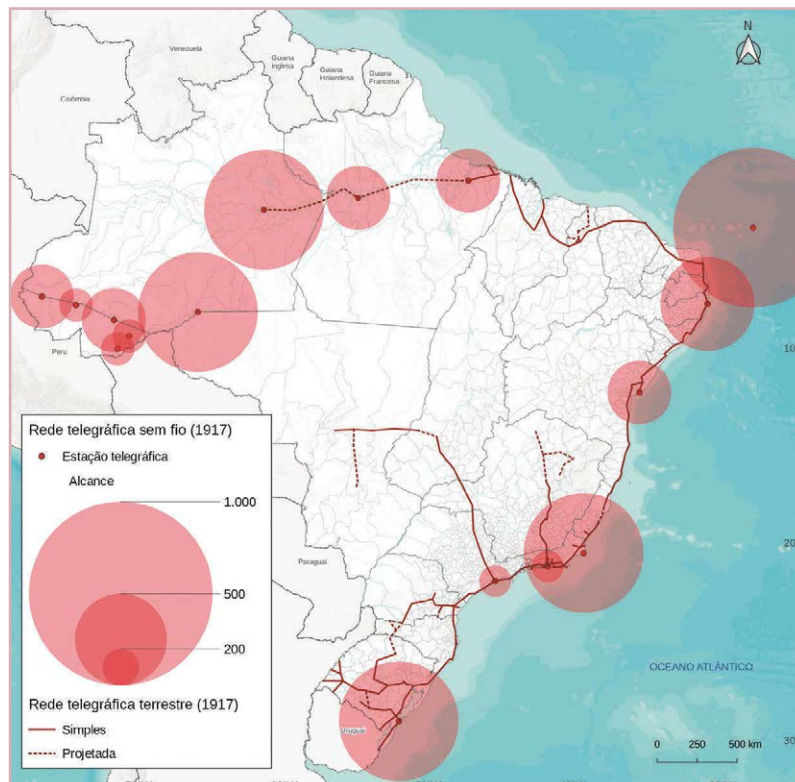 N
Venezuela
Guiana
Inglesa
Guiana
Holandesa
Guiana
Francesa
Colômbia
Peru
10
20
30
Paraguai
Uruguai
OCEANO ATLÂNTICO
0 250 500 km
Rede telegráfica sem fio (1917)
Estação telegráfica
Alcance
1.000
500
200
Rede telegráfica terrestre (1917)
Simples
Projetada